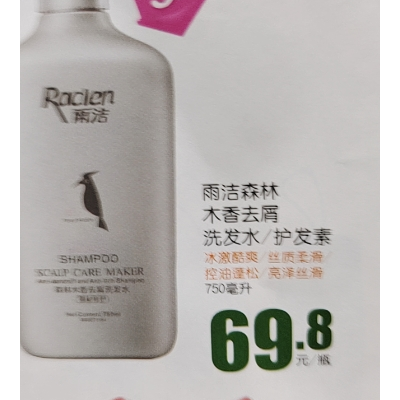 Raclen
雨洁
SHAMPOO
SCALP CARE MAKER
雨洁森林
木香去屑
洗发水/护发素
冰激酷爽/丝质柔滑/
控油蓬松/亮泽丝滑
750毫升
69.8
元/瓶